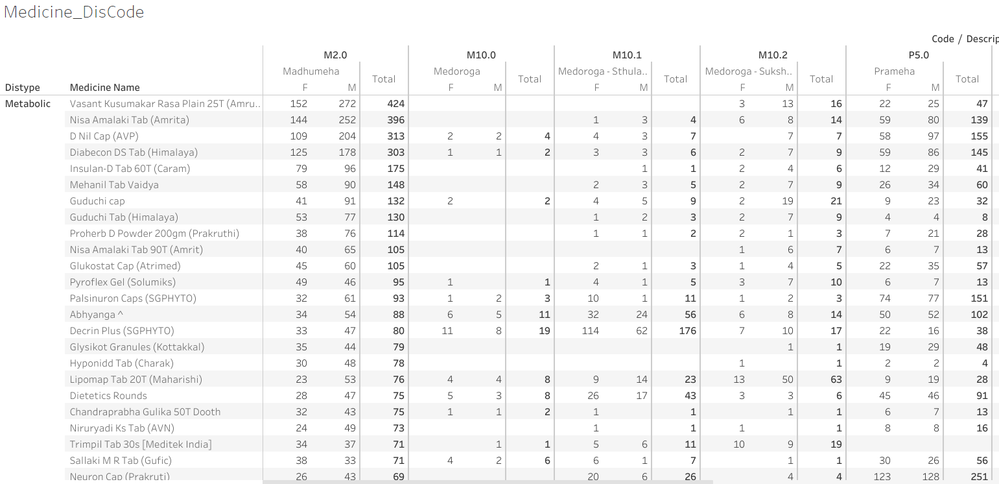 Medicine_DisCode
Code / Descrip
M2.0 M10.0 M10.1 M10.2 P5.0
Madhumeha Total Medoroga Total Medoroga - Sthula.. Total Medoroga - Suksh.. Total Prameha Total
Distype Medicine Name F M F M F M F M F M
Metabolic Vasant Kusumakar Rasa Plain 25T (Amru.. 152 272 424 3 13 16 22 25 47
Nisa Amalaki Tab (Amrita) 144 252 396 1 3 4 6 8 14 59 80 139
D Nil Cap (AVP) 109 204 313 2 2 4 4 3 7 7 7 58 97 155
Diabecon DS Tab (Himalaya) 125 178 303 1 1 2 3 3 6 2 7 9 59 86 145
Insulan-D Tab 60T (Caram) 79 96 175 1 1 2 4 6 12 29 41
Mehanil Tab Vaidya 58 90 148 2 3 5 2 7 9 26 34 60
Guduchi cap 41 91 132 2 2 4 5 9 2 19 21 9 23 32
Guduchi Tab (Himalaya) 53 77 130 1 2 3 2 7 9 4 4 8
Proherb D Powder 200gm (Prakruthi) 38 76 114 1 1 2 2 1 3 7 21 28
Nisa Amalaki Tab 90T (Amrit) 40 65 105 1 6 7 6 7 13
Glukostat Cap (Atrimed) 45 60 105 2 1 3 1 4 5 22 35 57
Pyroflex Gel (Solumiks) 49 46 95 1 1 4 1 5 3 7 10 6 7 13
Palsinuron Caps (SGPHYTO) 32 61 93 1 2 3 10 1 11 1 2 3 74 77 151
Abhyanga ^ 34 54 88 6 5 11 32 24 56 6 8 14 50 52 102
Decrin Plus (SGPHYTO) 33 47 80 11 8 19 114 62 176 7 10 17 22 16 38
Glysikot Granules (Kottakkal) 35 44 79 1 1 19 29 48
Hyponidd Tab (Charak) 30 48 78 1 1 2 2 4
Lipomap Tab 20T (Maharishi) 23 53 76 4 4 8 9 14 23 13 50 63 9 19 28
Dietetics Rounds 28 47 75 5 3 8 26 17 43 3 3 6 45 46 91
Chandraprabha Gulika 50T Dooth 32 43 75 1 1 2 1 1 1 1 6 7 13
Niruryadi Ks Tab (AVN) 24 49 73 1 1 1 1 8 8 16
Trimpil Tab 30s [Meditek India] 34 37 71 1 1 5 6 11 10 9 19
Sallaki M R Tab (Gufic) 38 33 71 4 2 6 6 1 7 1 1 30 26 56
Neuron Cap (Prakruti) 26 43 69 20 6 26 4 4 123 128 251